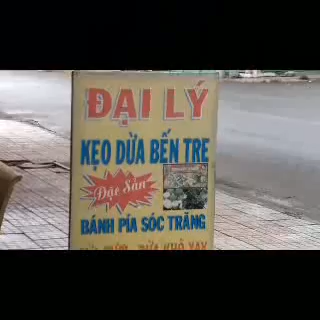 ĐẠI LÝ
KẸO DỪA BẾN TRE
Đặc Sản
BÁNH PÍA SÓC TRĂNG